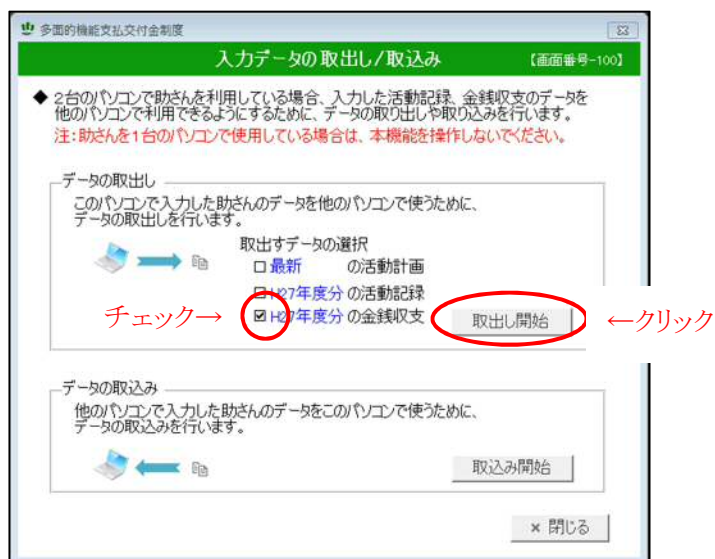 多面的機能支払交付金制度
入力データの取出し/取込み 【画面番号-100】
◆ 2台のパソコンで助さんを利用している場合、入力した活動記録、金銭収支のデータを
他のパソコンで利用できるようにするために、データの取り出しや取り込みを行います。
注:助さんを1台のパソコンで使用している場合は、本機能を操作しないでください。
データの取出し
このパソコンで入力した助さんのデータを他のパソコンで使うために、
データの取出しを行います。
取出すデータの選択
最新 の活動計画
H27年度分 の活動記録
チェック→ H27年度分 の金銭収支 取出し開始 ←クリック
データの取込み
他のパソコンで入力した助さんのデータをこのパソコンで使うために、
データの取込みを行います。
取込み開始
× 閉じる